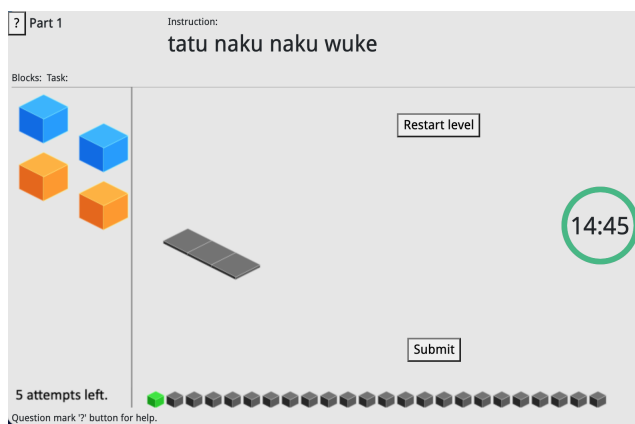 ? Part 1
Instruction:
tatu naku naku wuke
Blocks: Task:
Restart level
14:45
Submit
5 attempts left.
Question mark '?' button for help.